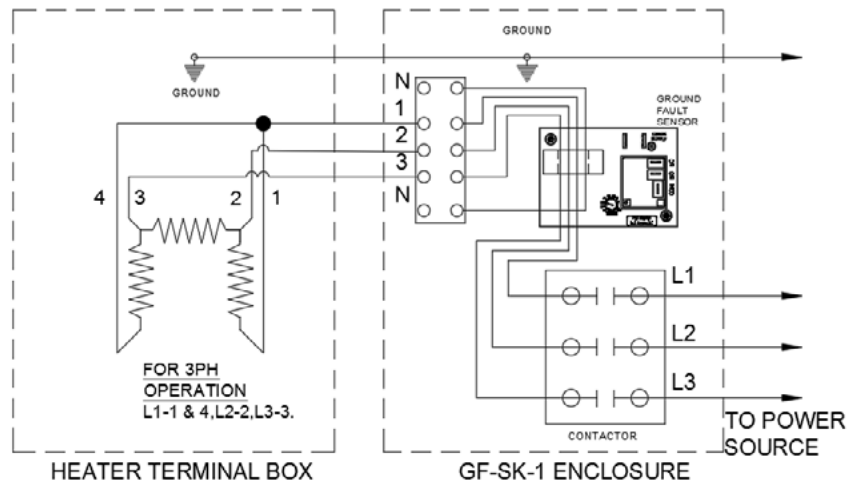 GROUND
GROUND
N
1
2
3
N
GROUND
FAULT
SENSOR
4 3 2 1
L1
L2
L3
FOR 3PH
OPERATION
L1-1 & 4,L2-2,L3-3.
CONTACTOR
TO POWER
SOURCE
HEATER TERMINAL BOX
GF-SK-1 ENCLOSURE